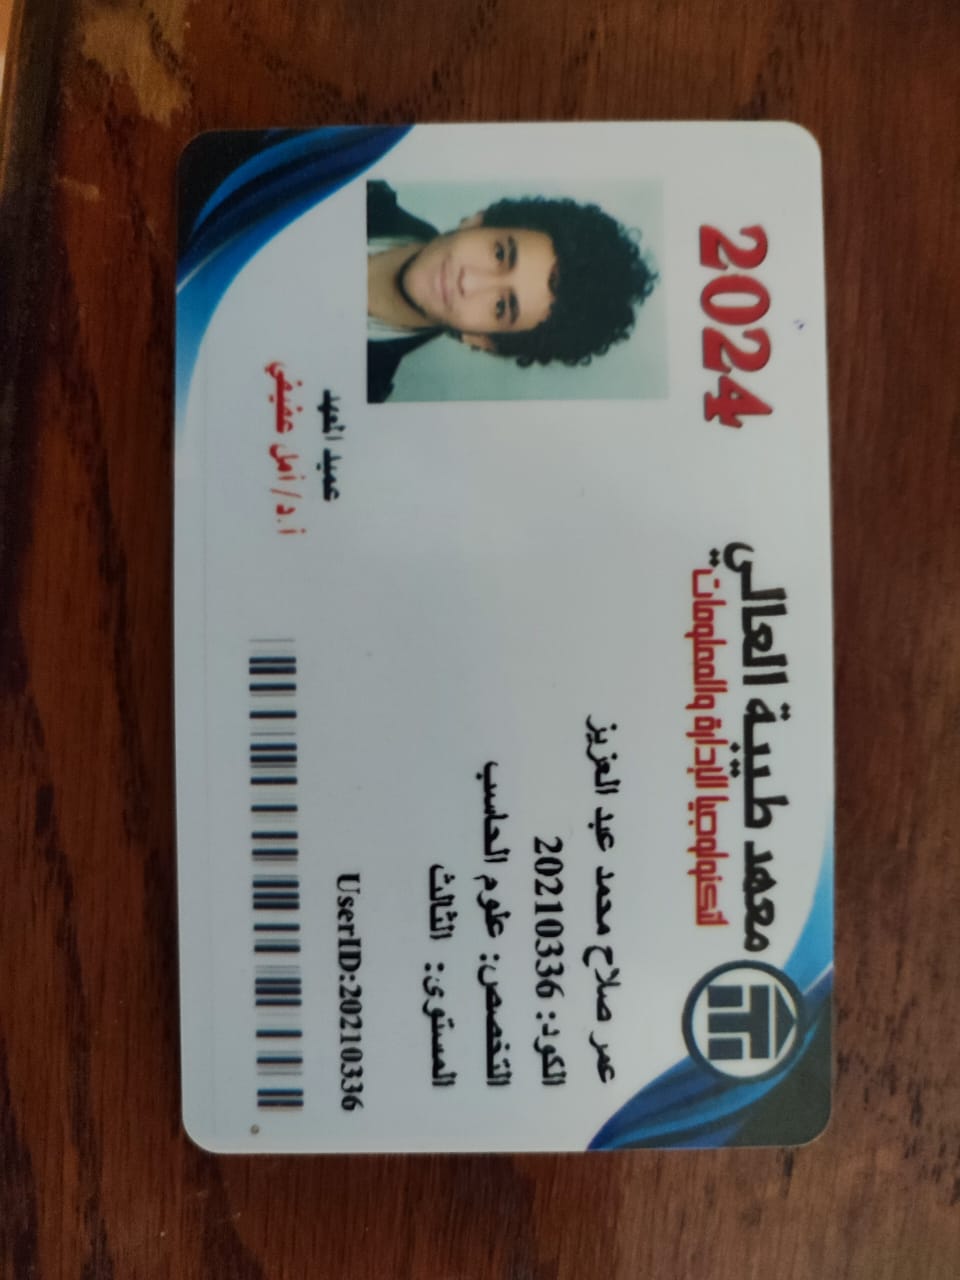 2024
معهد طيبة العالي
لتكنولوجيا الإدارة والمعلومات
عمر صلاح محمد عبد العزيز
الكود: 20210336
التخصص: علوم الحاسب
المستوى: الثالث
UserID:20210336
عميد المعهد
أ.د/ أمل عفيفي